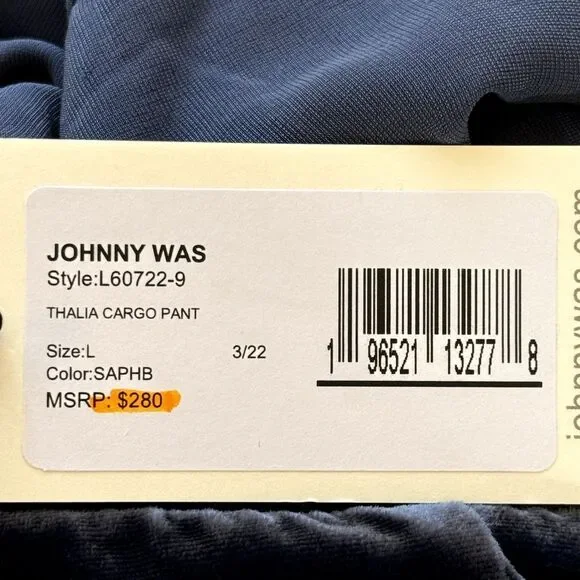 JOHNNY WAS
Style:L60722-9
THALIA CARGO PANT
Size:L 3/22
Color:SAPHB
MSRP: $280
1 96521 13277 8
johnnywas.com